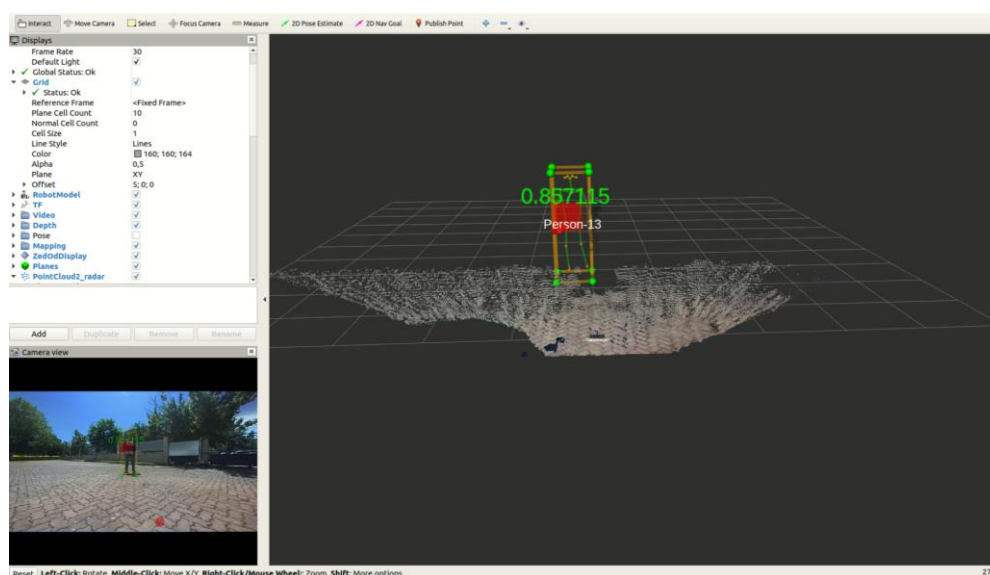 Interact Move Camera Select Focus Camera Measure 2D Pose Estimate 2D Nav Goal Publish Point
Displays
Frame Rate 30
Default Light
Global Status: Ok
Grid
Status: Ok
Reference Frame <Fixed Frame>
Plane Cell Count 10
Normal Cell Count 0
Cell Size 1
Line Style Lines
Color 160; 160; 164
Alpha 0,5
Plane XY
Offset 5; 0; 0
RobotModel
TF
Video
Depth
Pose
Mapping
ZedOdDisplay
Planes
PointCloud2_radar
Add Duplicate Remove Rename
Camera view
0.857115
Person-13
Reset Left-Click: Rotate. Middle-Click: Move X/Y. Right-Click/Mouse Wheel: Zoom. Shift: More options.